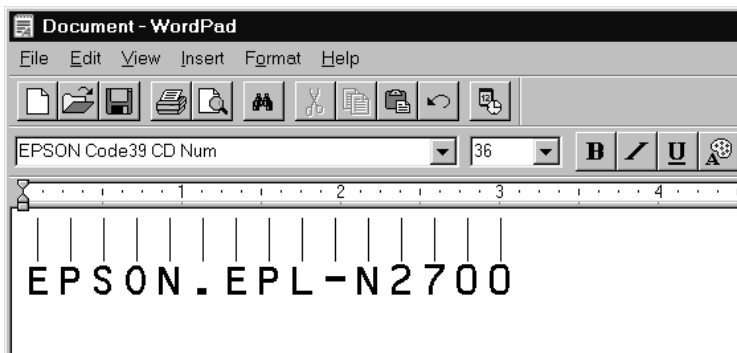 Document - WordPad
File Edit View Insert Format Help
EPSON Code39 CD Num 36 B / U A
1 2 3 4
EPSON.EPL-N2700